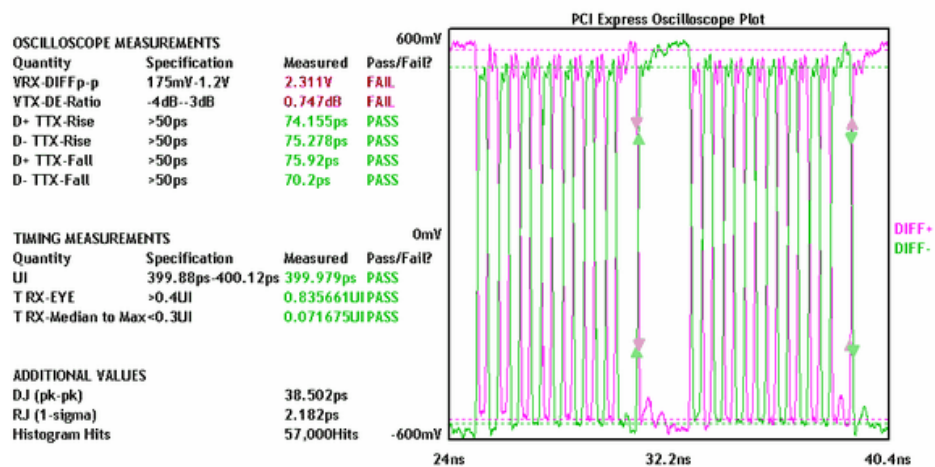 PCI Express Oscilloscope Plot
OSCILLOSCOPE MEASUREMENTS
Quantity Specification Measured Pass/Fail?
VRX-DIFFp-p 175mV-1.2V 2.311V FAIL
VTX-DE-Ratio -4dB--3dB 0.747dB FAIL
D+ TTX-Rise >50ps 74.155ps PASS
D- TTX-Rise >50ps 75.278ps PASS
D+ TTX-Fall >50ps 75.92ps PASS
D- TTX-Fall >50ps 70.2ps PASS
TIMING MEASUREMENTS
Quantity Specification Measured Pass/Fail?
UI 399.88ps-400.12ps 399.979ps PASS
T RX-EYE >0.4UI 0.835661UI PASS
T RX-Median to Max <0.3UI 0.071675UI PASS
ADDITIONAL VALUES
DJ (pk-pk) 38.502ps
RJ (1-sigma) 2.182ps
Histogram Hits 57,000Hits
600mV
0mV
-600mV
24ns 32.2ns 40.4ns
DIFF+
DIFF-